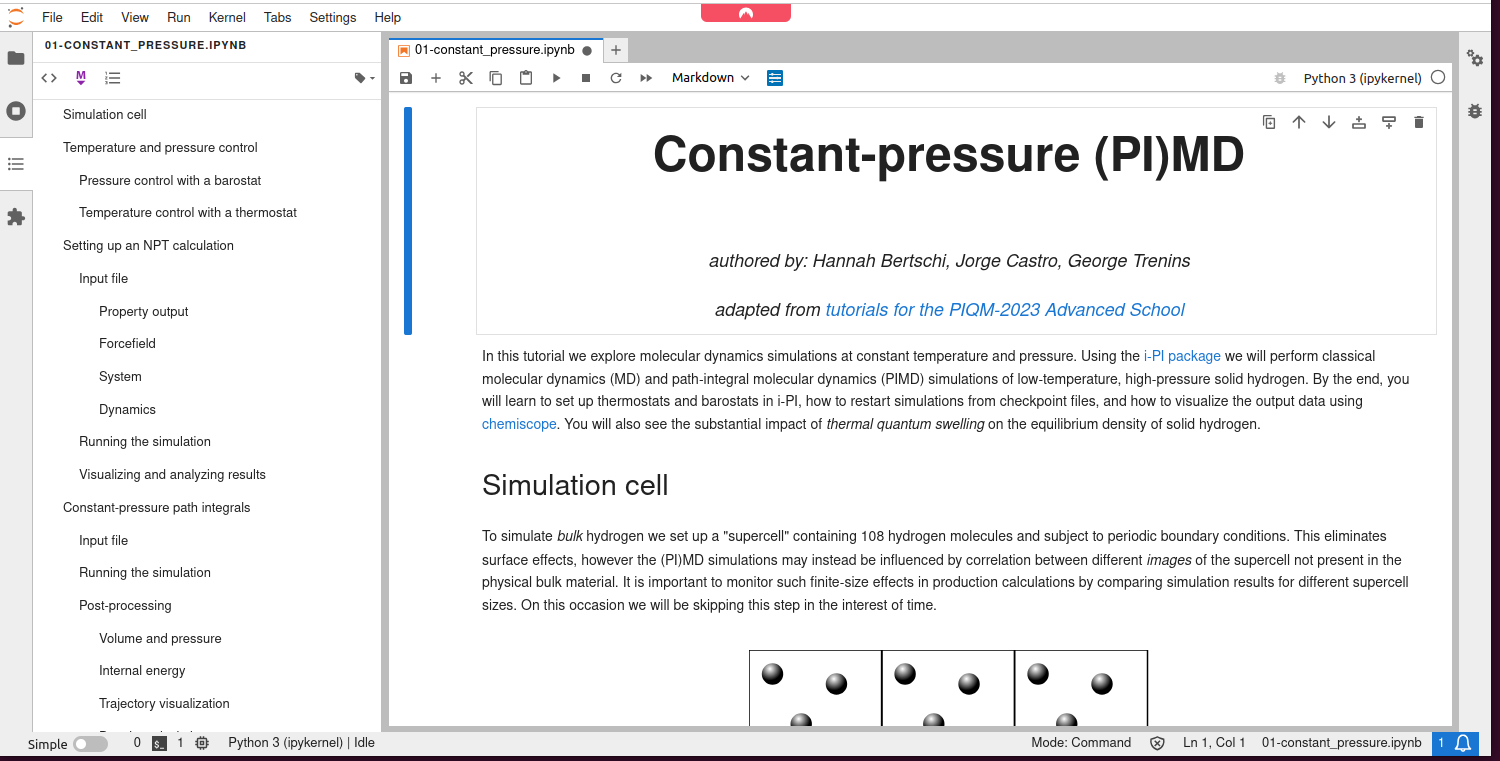 File Edit View Run Kernel Tabs Settings Help
01-CONSTANT_PRESSURE.IPYNB
M
Simulation cell
Temperature and pressure control
Pressure control with a barostat
Temperature control with a thermostat
Setting up an NPT calculation
Input file
Property output
Forcefield
System
Dynamics
Running the simulation
Visualizing and analyzing results
Constant-pressure path integrals
Input file
Running the simulation
Post-processing
Volume and pressure
Internal energy
Trajectory visualization
01-constant_pressure.ipynb
Markdown
Python 3 (ipykernel)
Constant-pressure (PI)MD
authored by: Hannah Bertschi, Jorge Castro, George Trenins
adapted from tutorials for the PIQM-2023 Advanced School
In this tutorial we explore molecular dynamics simulations at constant temperature and pressure. Using the i-PI package we will perform classical
molecular dynamics (MD) and path-integral molecular dynamics (PIMD) simulations of low-temperature, high-pressure solid hydrogen. By the end, you
will learn to set up thermostats and barostats in i-PI, how to restart simulations from checkpoint files, and how to visualize the output data using
chemiscope. You will also see the substantial impact of thermal quantum swelling on the equilibrium density of solid hydrogen.
Simulation cell
To simulate bulk hydrogen we set up a "supercell" containing 108 hydrogen molecules and subject to periodic boundary conditions. This eliminates
surface effects, however the (PI)MD simulations may instead be influenced by correlation between different images of the supercell not present in the
physical bulk material. It is important to monitor such finite-size effects in production calculations by comparing simulation results for different supercell
sizes. On this occasion we will be skipping this step in the interest of time.
Simple 0 $_ 1 Python 3 (ipykernel) | Idle Mode: Command Ln 1, Col 1 01-constant_pressure.ipynb 1